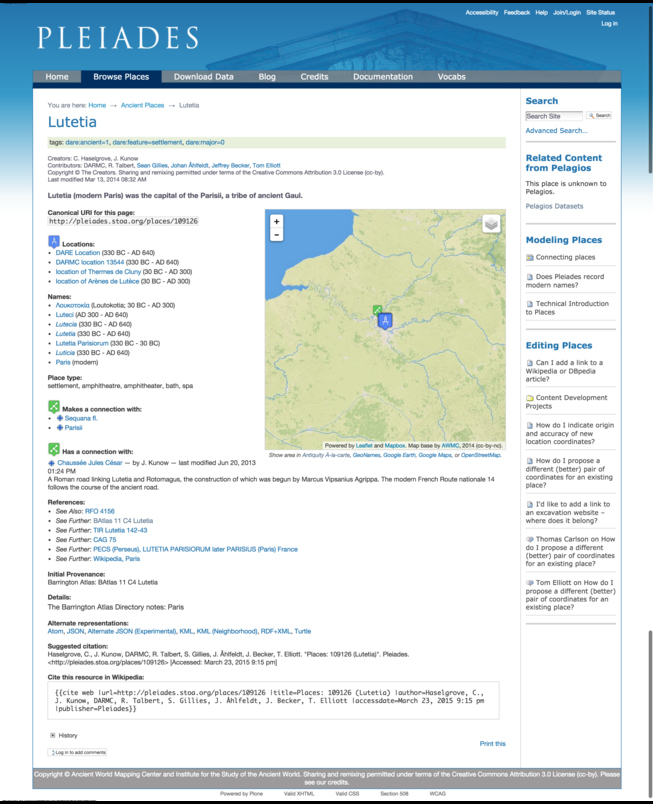 Accessibility Feedback Help Join/Login Site Status
Log in
PLEIADES
Home Browse Places Download Data Blog Credits Documentation Vocabs
You are here: Home → Ancient Places → Lutetia
Lutetia
tags: dare:ancient=1, dare:feature=settlement, dare:major=0
Creators: C. Haselgrove, J. Kunow
Contributors: DARMC, R. Talbert, Sean Gillies, Johan Åhlfeldt, Jeffrey Becker, Tom Elliott
Copyright © The Creators. Sharing and remixing permitted under terms of the Creative Commons Attribution 3.0 License (cc-by).
Last modified Mar 13, 2014 08:32 AM
Lutetia (modern Paris) was the capital of the Parisii, a tribe of ancient Gaul.
Canonical URI for this page:
http://pleiades.stoa.org/places/109126
Locations:
• DARE Location (330 BC - AD 640)
• DARMC location 13544 (330 BC - AD 640)
• location of Thermes de Cluny (30 BC - AD 300)
• location of Arènes de Lutèce (30 BC - AD 300)
Names:
• Λουκοτοκία (Loutokotia; 30 BC - AD 300)
• Luteci (AD 300 - AD 640)
• Lutecia (330 BC - AD 640)
• Lutetia (330 BC - AD 640)
• Lutetia Parisiorum (330 BC - 30 BC)
• Luticia (330 BC - AD 640)
• Paris (modern)
Place type:
settlement, amphitheatre, amphitheater, bath, spa
Makes a connection with:
• Sequana fl.
• Parisii
Has a connection with:
Chaussée Jules César — by J. Kunow — last modified Jun 20, 2013
01:24 PM
A Roman road linking Lutetia and Rotomagus, the construction of which was begun by Marcus Vipsanius Agrippa. The modern French Route nationale 14
follows the course of the ancient road.
+
-
Powered by Leaflet and Mapbox. Map base by AWMC, 2014 (cc-by-nc).
Show area in Antiquity À-la-carte, GeoNames, Google Earth, Google Maps, or OpenStreetMap.
References:
• See Also: RFO 4156
• See Further: BAtlas 11 C4 Lutetia
• See Further: TIR Lutetia 142-43
• See Further: CAG 75
• See Further: PECS (Perseus), LUTETIA PARISIORUM later PARISIUS (Paris) France
• See Further: Wikipedia, Paris
Initial Provenance:
Barrington Atlas: BAtlas 11 C4 Lutetia
Details:
The Barrington Atlas Directory notes: Paris
Alternate representations:
Atom, JSON, Alternate JSON (Experimental), KML, KML (Neighborhood), RDF+XML, Turtle
Suggested citation:
Haselgrove, C., J. Kunow, DARMC, R. Talbert, S. Gillies, J. Åhlfeldt, J. Becker, T. Elliott. "Places: 109126 (Lutetia)". Pleiades.
<http://pleiades.stoa.org/places/109126> [Accessed: March 23, 2015 9:15 pm]
Cite this resource in Wikipedia:
{{cite web |url=http://pleiades.stoa.org/places/109126 |title=Places: 109126 (Lutetia) |author=Haselgrove, C.,
J. Kunow, DARMC, R. Talbert, S. Gillies, J. Åhlfeldt, J. Becker, T. Elliott |accessdate=March 23, 2015 9:15 pm
|publisher=Pleiades}}
History
Print this
Log in to add comments
Search
Search Site Search
Advanced Search…
Related Content
from Pelagios
This place is unknown to
Pelagios.
Pelagios Datasets
Modeling Places
Connecting places
Does Pleiades record
modern names?
Technical Introduction
to Places
Editing Places
Can I add a link to a
Wikipedia or DBpedia
article?
Content Development
Projects
How do I indicate origin
and accuracy of new
location coordinates?
How do I propose a
different (better) pair of
coordinates for an existing
place?
I'd like to add a link to
an excavation website –
where does it belong?
Thomas Carlson on How
do I propose a different
(better) pair of coordinates
for an existing place?
Tom Elliott on How do I
propose a different (better)
pair of coordinates for an
existing place?
Copyright © Ancient World Mapping Center and Institute for the Study of the Ancient World. Sharing and remixing permitted under terms of the Creative Commons Attribution 3.0 License (cc-by). Please
see our credits.
Powered by Plone Valid XHTML Valid CSS Section 508 WCAG